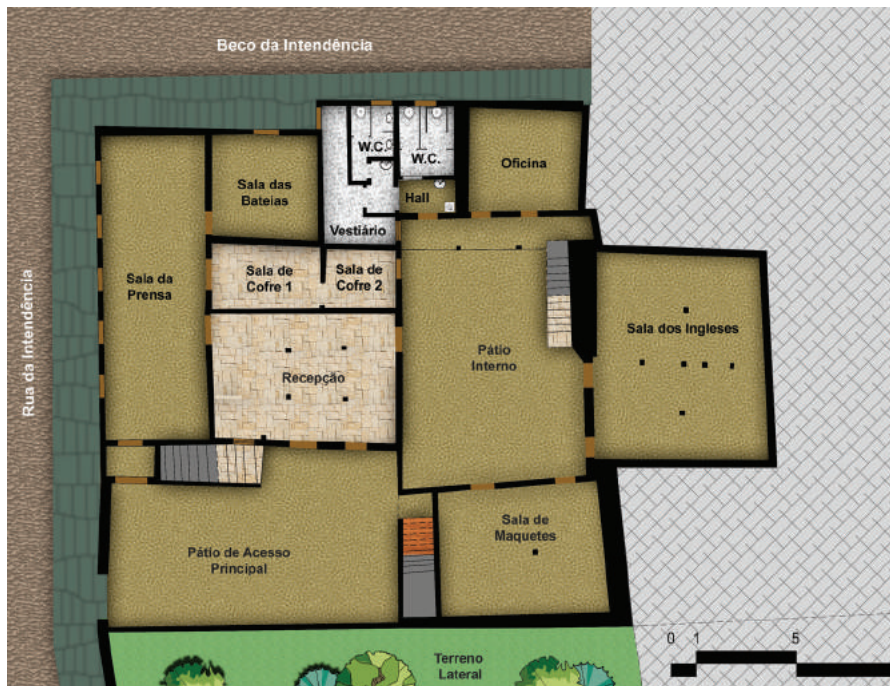 Beco da Intendência
Rua da Intendência
W.C.
W.C.
Oficina
Sala das
Bateias
Hall
Vestiário
Sala da
Prensa
Sala de
Cofre 1
Sala de
Cofre 2
Sala dos Ingleses
Pátio
Interno
Recepção
Sala de
Maquetes
Pátio de Acesso
Principal
Terreno
Lateral
0 1 5